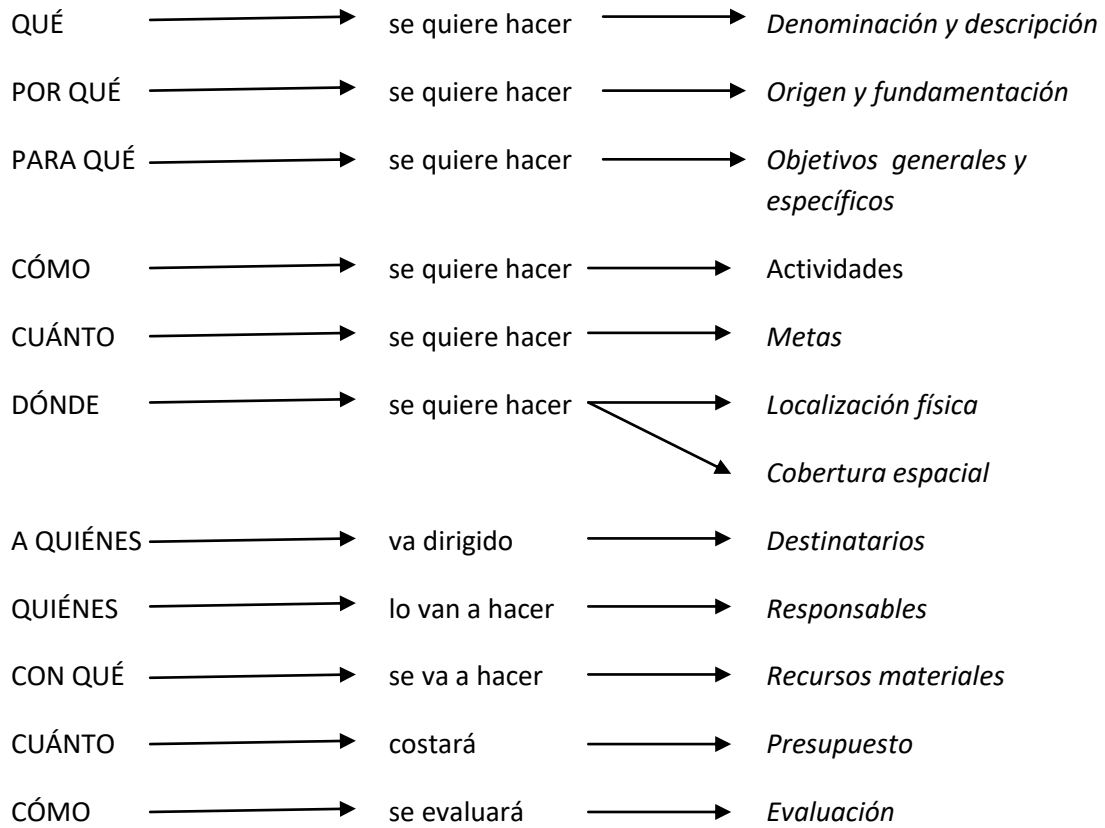 QUÉ se quiere hacer Denominación y descripción
POR QUÉ se quiere hacer Origen y fundamentación
PARA QUÉ se quiere hacer Objetivos generales y
específicos
CÓMO se quiere hacer Actividades
CUÁNTO se quiere hacer Metas
DÓNDE se quiere hacer Localización física
Cobertura espacial
A QUIÉNES va dirigido Destinatarios
QUIÉNES lo van a hacer Responsables
CON QUÉ se va a hacer Recursos materiales
CUÁNTO costará Presupuesto
CÓMO se evaluará Evaluación